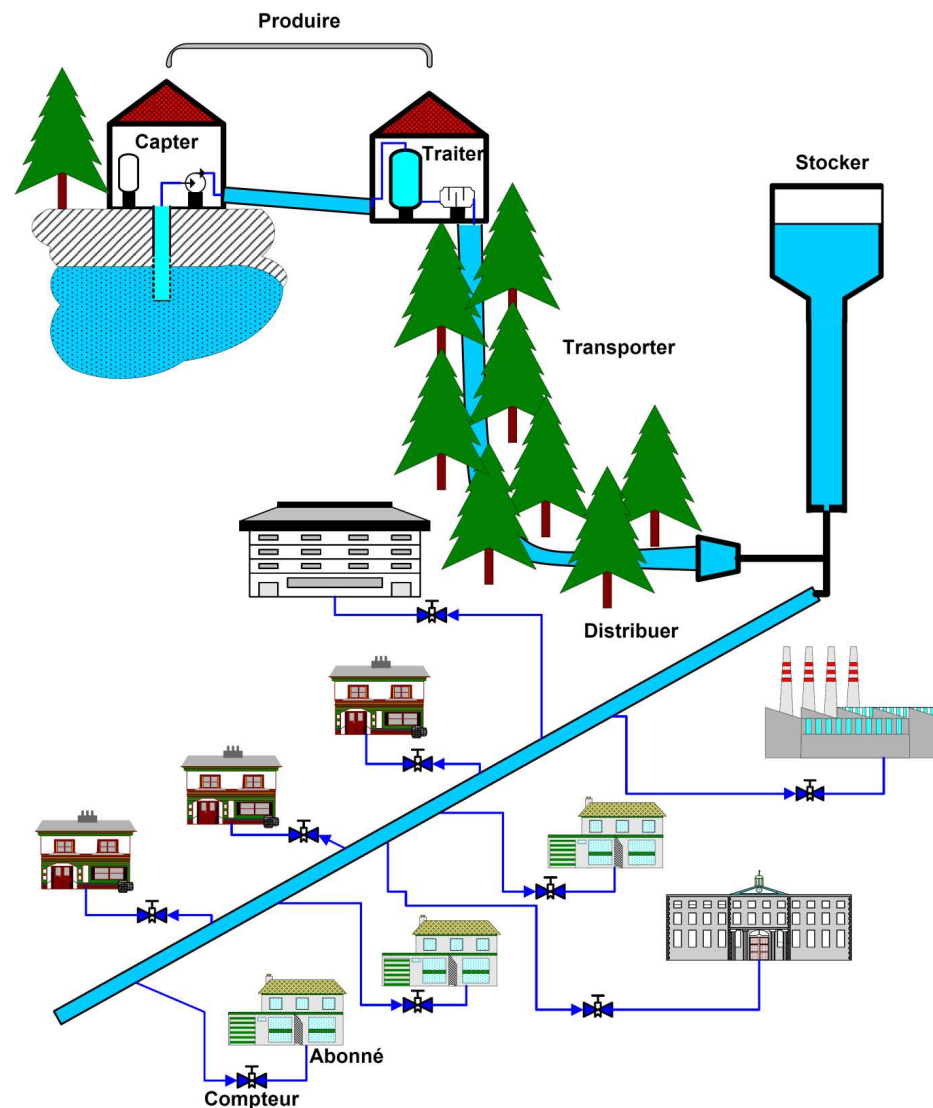 Produire
Capter
Traiter
Stocker
Transporter
Distribuer
Abonné
Compteur